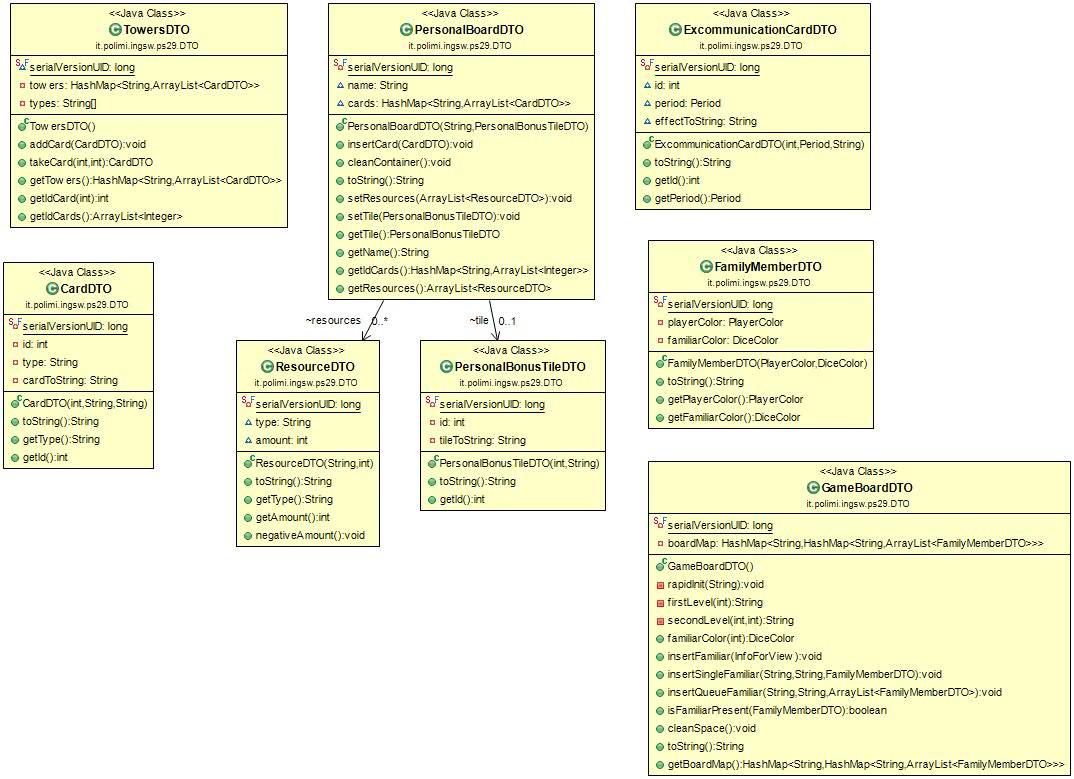 <<Java Class>>
TowersDTO
it.polimi.ingsw.ps29.DTO
serialVersionUID: long
towers: HashMap<String,ArrayList<CardDTO>>
types: String[]
TowersDTO()
addCard(CardDTO):void
takeCard(int,int):CardDTO
getTowers():HashMap<String,ArrayList<CardDTO>>
getIdCard(int):int
getIdCards():ArrayList<Integer>
<<Java Class>>
PersonalBoardDTO
it.polimi.ingsw.ps29.DTO
serialVersionUID: long
name: String
cards: HashMap<String,ArrayList<CardDTO>>
PersonalBoardDTO(String,PersonalBonusTileDTO)
insertCard(CardDTO):void
cleanContainer():void
toString():String
setResources(ArrayList<ResourceDTO>):void
setTile(PersonalBonusTileDTO):void
getTile():PersonalBonusTileDTO
getName():String
getIdCards():HashMap<String,ArrayList<Integer>>
getResources():ArrayList<ResourceDTO>
<<Java Class>>
ExcommunicationCardDTO
it.polimi.ingsw.ps29.DTO
serialVersionUID: long
id: int
period: Period
effectToString: String
ExcommunicationCardDTO(int,Period,String)
toString():String
getId():int
getPeriod():Period
<<Java Class>>
CardDTO
it.polimi.ingsw.ps29.DTO
serialVersionUID: long
id: int
type: String
cardToString: String
CardDTO(int,String,String)
toString():String
getType():String
getId():int
~resources 0..*
~tile 0..1
<<Java Class>>
ResourceDTO
it.polimi.ingsw.ps29.DTO
serialVersionUID: long
type: String
amount: int
ResourceDTO(String,int)
toString():String
getType():String
getAmount():int
negativeAmount():void
<<Java Class>>
PersonalBonusTileDTO
it.polimi.ingsw.ps29.DTO
serialVersionUID: long
id: int
tileToString: String
PersonalBonusTileDTO(int,String)
toString():String
getId():int
<<Java Class>>
FamilyMemberDTO
it.polimi.ingsw.ps29.DTO
serialVersionUID: long
playerColor: PlayerColor
familiarColor: DiceColor
FamilyMemberDTO(PlayerColor,DiceColor)
toString():String
getPlayerColor():PlayerColor
getFamiliarColor():DiceColor
<<Java Class>>
GameBoardDTO
it.polimi.ingsw.ps29.DTO
serialVersionUID: long
boardMap: HashMap<String,HashMap<String,ArrayList<FamilyMemberDTO>>>
GameBoardDTO()
rapidInit(String):void
firstLevel(int):String
secondLevel(int,int):String
familiarColor(int):DiceColor
insertFamiliar(InfoForView):void
insertSingleFamiliar(String,String,FamilyMemberDTO):void
insertQueueFamiliar(String,String,ArrayList<FamilyMemberDTO>):void
isFamiliarPresent(FamilyMemberDTO):boolean
cleanSpace():void
toString():String
getBoardMap():HashMap<String,HashMap<String,ArrayList<FamilyMemberDTO>>>